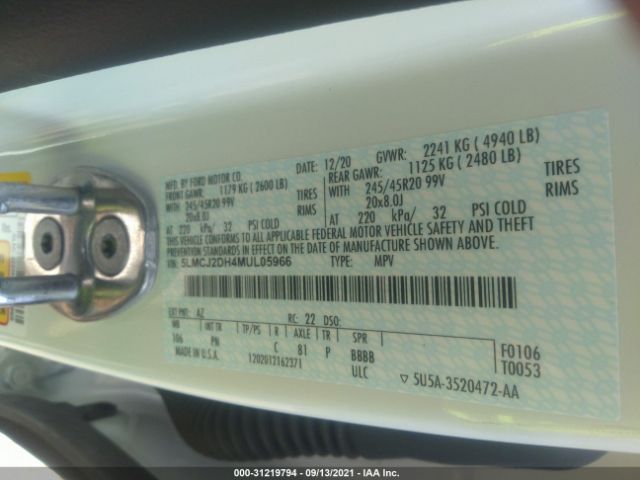 MFD. BY FORD MOTOR CO.
DATE: 12/20 GVWR: 2241 KG ( 4940 LB)
FRONT GAWR: 1179 KG ( 2600 LB) REAR GAWR: 1125 KG ( 2480 LB)
WITH 245/45R20 99V TIRES WITH 245/45R20 99V TIRES
20x8.0J RIMS 20x8.0J RIMS
AT 220 kPa/ 32 PSI COLD AT 220 kPa/ 32 PSI COLD
THIS VEHICLE CONFORMS TO ALL APPLICABLE FEDERAL MOTOR VEHICLE SAFETY AND THEFT
PREVENTION STANDARDS IN EFFECT ON THE DATE OF MANUFACTURE SHOWN ABOVE.
VIN: 5LMCJ2DH4MUL05966 TYPE: MPV
EXT PNT: AZ RC: 22 DSO:
WB INT TR TP/PS R AXLE TR SPR
106 PN C 81 P BBBB
F0106
T0053
MADE IN U.S.A. 1202012162371 ULC
5U5A-3520472-AA
000-31219794 - 09/13/2021 - IAA Inc.